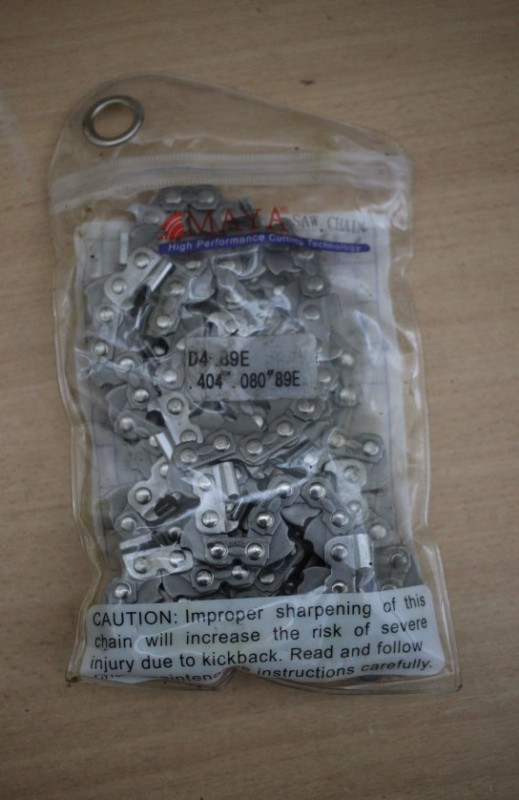 MAYA SAW CHAIN
High Performance Cutting Technology
D4- 89E
.404". 080"89E
CAUTION: Improper sharpening of this
chain will increase the risk of severe
injury due to kickback. Read and follow
instructions carefully.